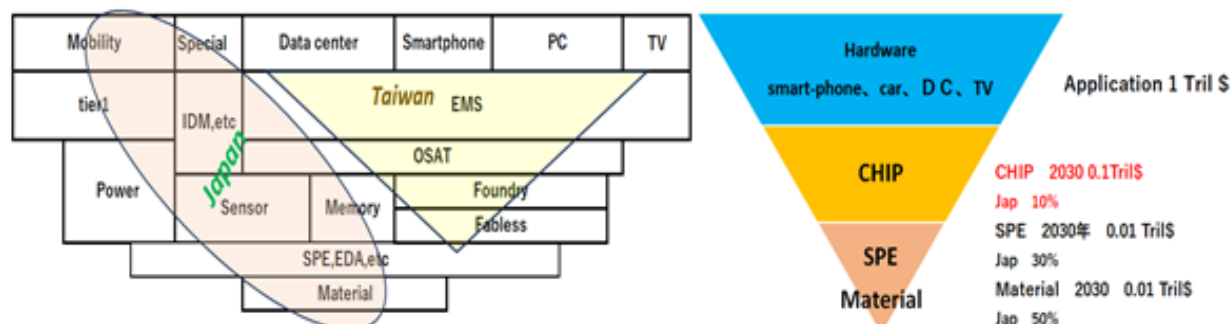 Mobility Special Data center Smartphone PC TV
tier1 IDM,etc Taiwan EMS
OSAT
Power Japan Sensor Memory Foundry
Fabless
SPE,EDA,etc
Material
Hardware
smart-phone、car、ＤＣ、TV
Application 1 Tril $
CHIP
CHIP 2030 0.1Tril$
Jap 10%
SPE
SPE 2030年 0.01 Tril$
Jap 30%
Material
Material 2030 0.01 Tril$
Jap 50%